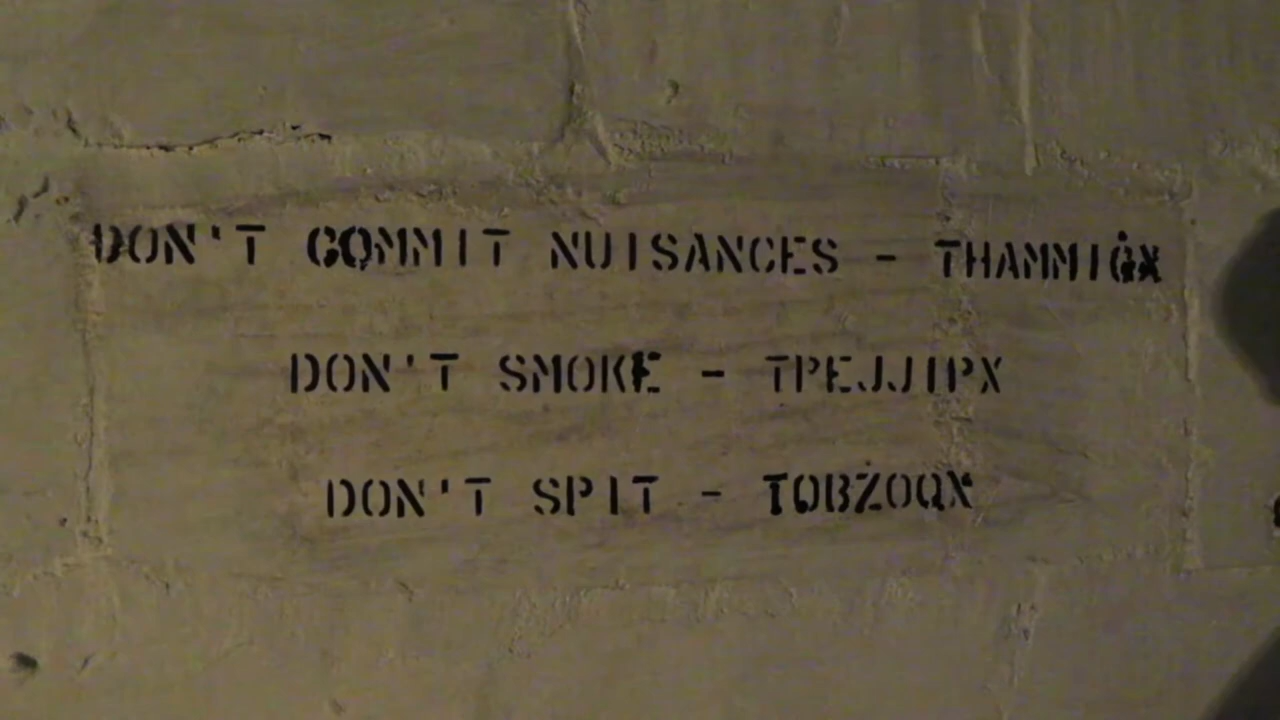 DON'T COMMIT NUISANCES - THAMMIĠX
DON'T SMOKE - TPEJJIPX
DON'T SPIT - TOBŻOQX